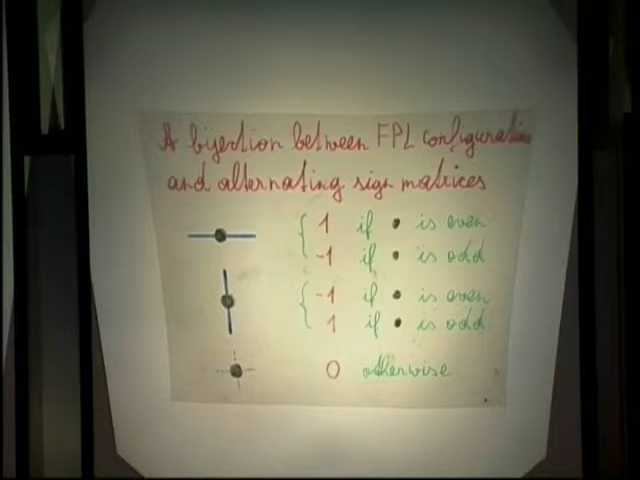 A bijection between FPL configuration
and alternating sign matrices
1 if • is even
-1 if • is odd
-1 if • is even
1 if • is odd
0 otherwise